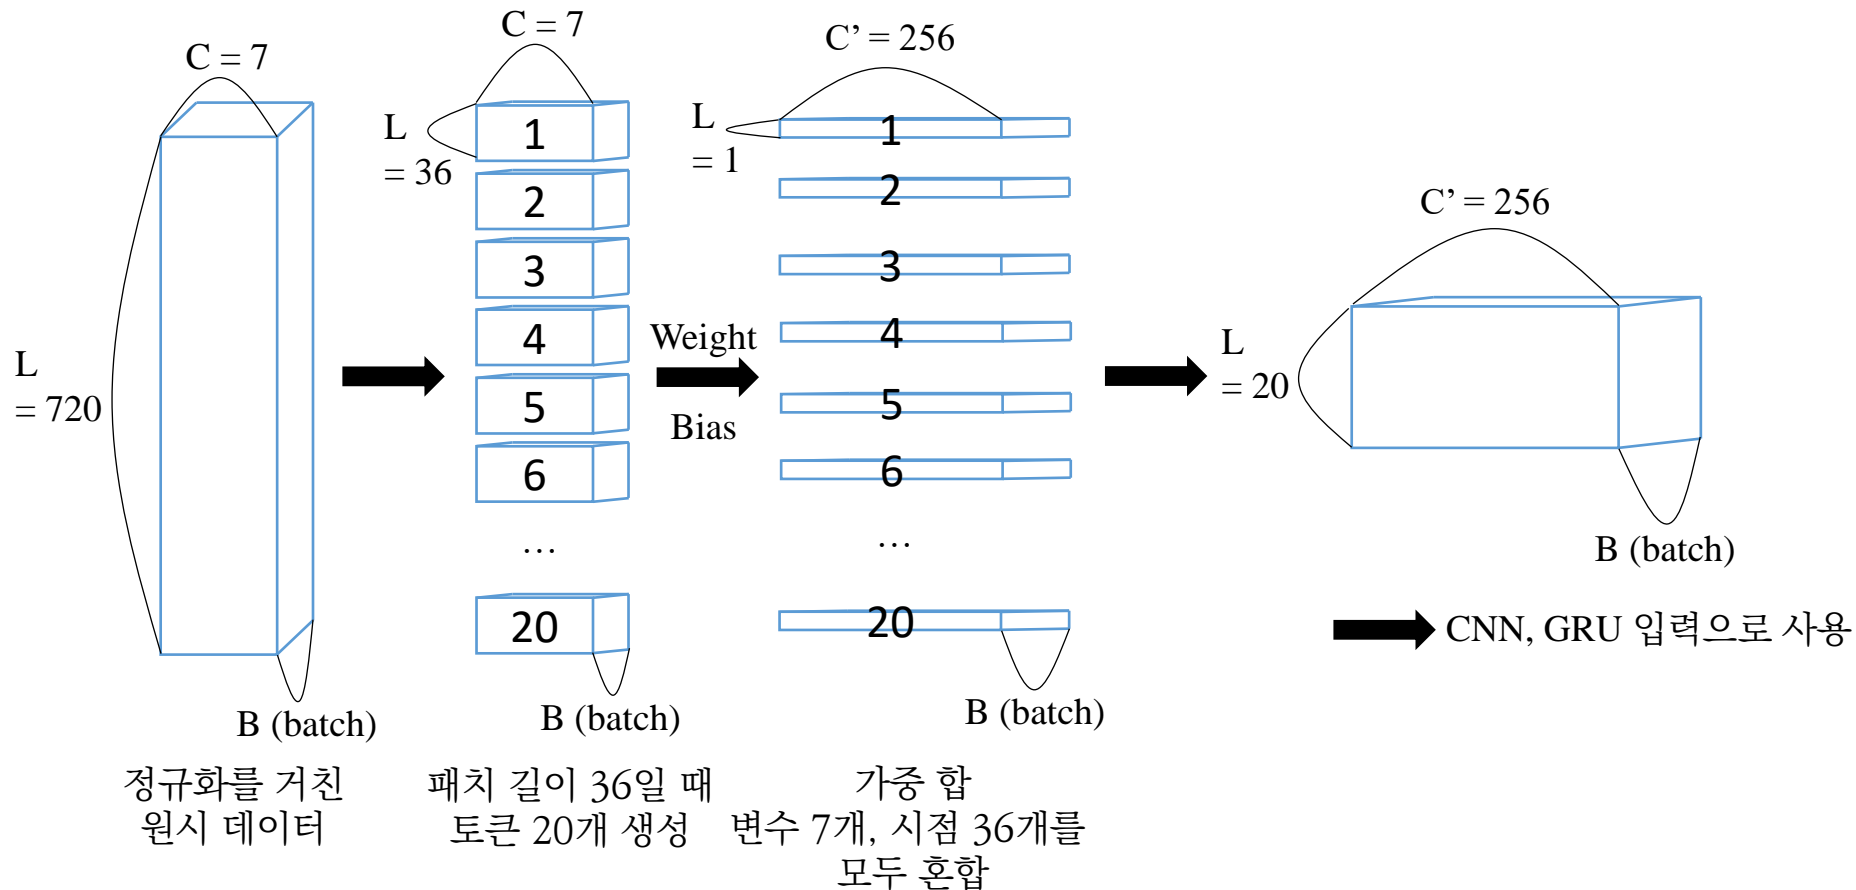 C = 7
L
= 720
B (batch)
정규화를 거친
원시 데이터
C = 7
L
= 36
1
2
3
4
5
6
...
20
B (batch)
패치 길이 36일 때
토큰 20개 생성
Weight
Bias
C’ = 256
L
= 1
1
2
3
4
5
6
...
20
B (batch)
가중 합
변수 7개, 시점 36개를
모두 혼합
C’ = 256
L
= 20
B (batch)
CNN, GRU 입력으로 사용